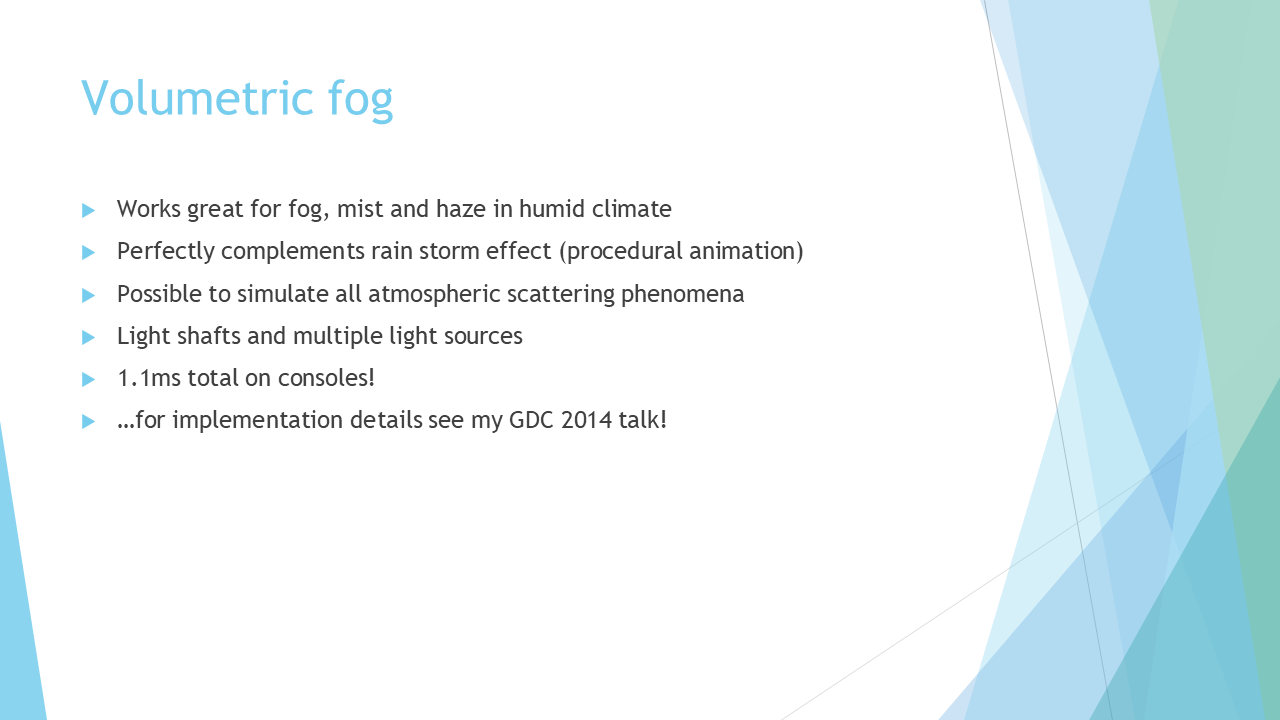 Volumetric fog
Works great for fog, mist and haze in humid climate
Perfectly complements rain storm effect (procedural animation)
Possible to simulate all atmospheric scattering phenomena
Light shafts and multiple light sources
1.1ms total on consoles!
…for implementation details see my GDC 2014 talk!